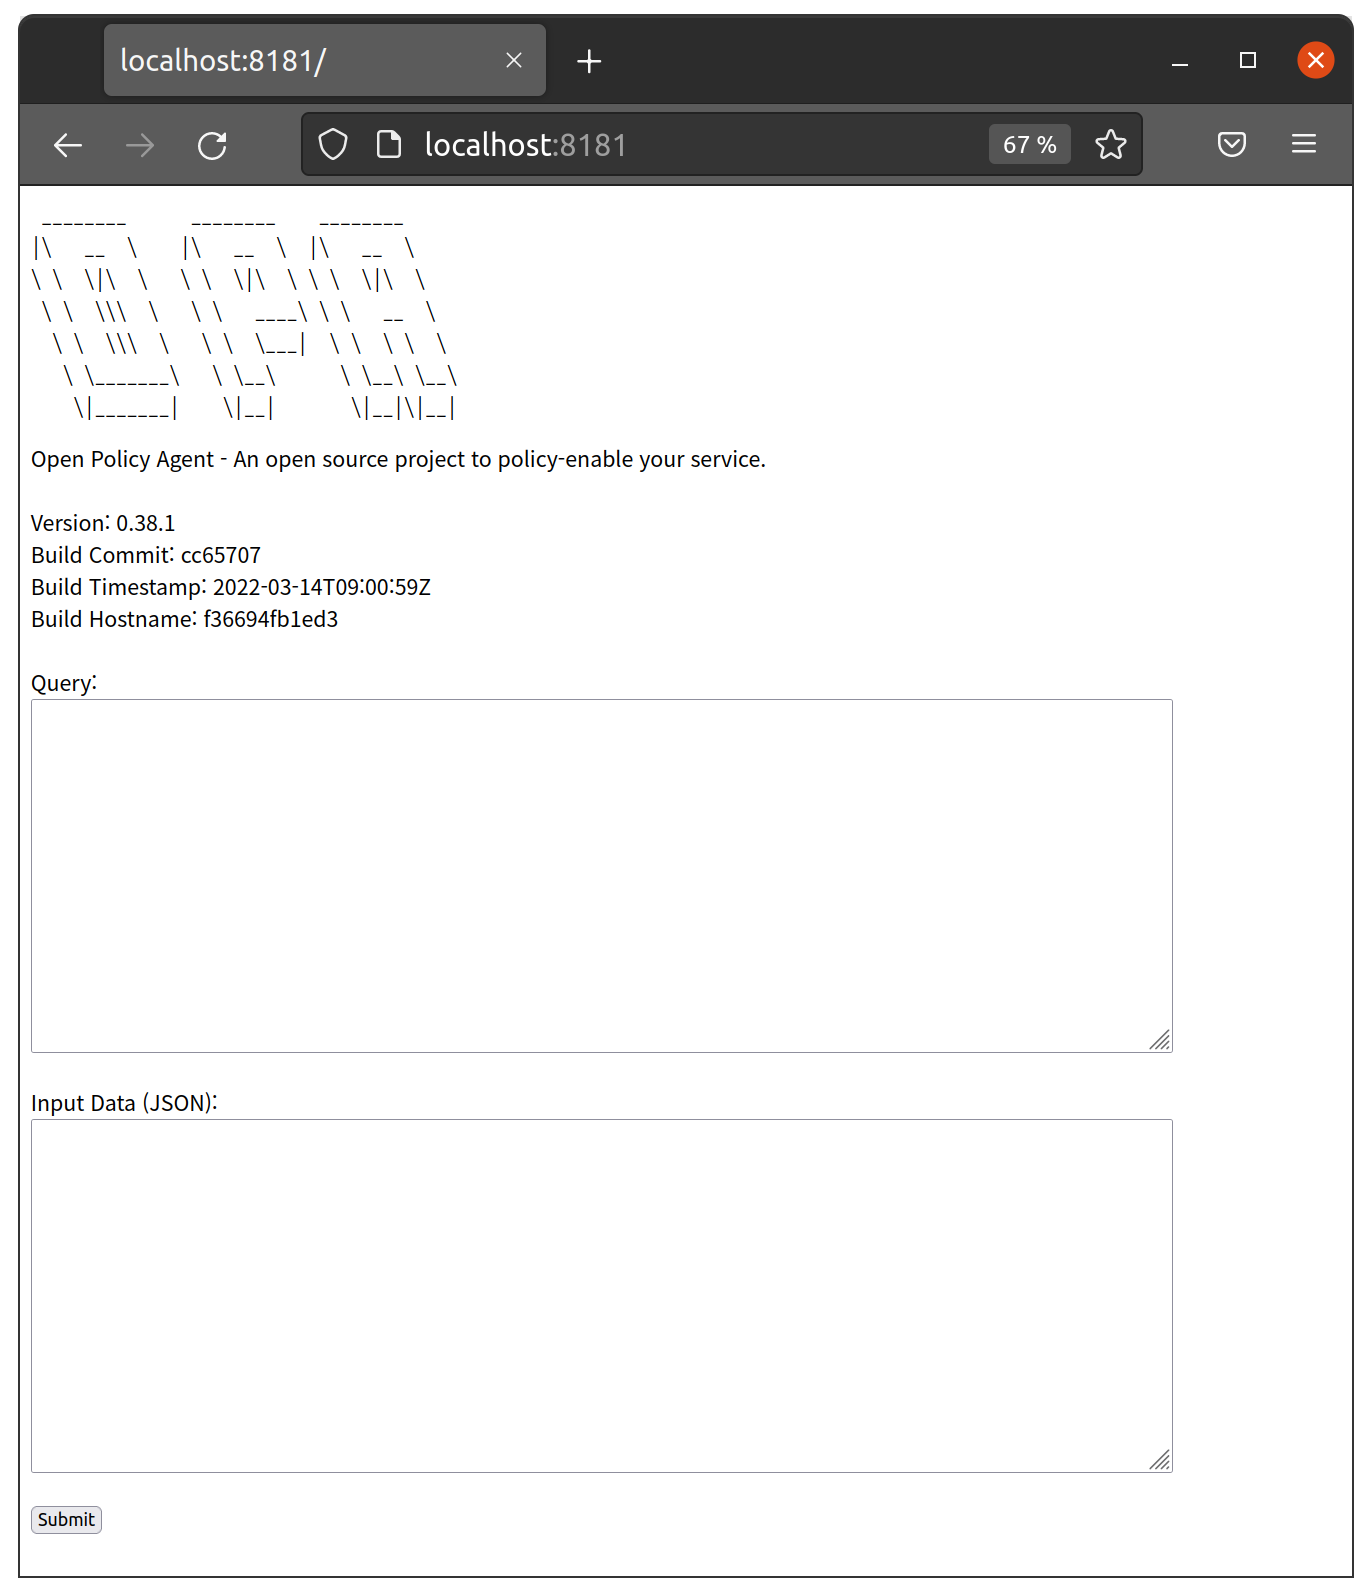 localhost:8181/
localhost:8181
67 %
 ________      ________    ________
|\   __  \    |\   __  \  |\   __  \
\ \  \|\  \   \ \  \|\  \ \ \  \|\  \
 \ \  \\\  \   \ \   ____\ \ \   __  \
  \ \  \\\  \   \ \  \___|  \ \  \ \  \
   \ \_______\   \ \__\      \ \__\ \__\
    \|_______|    \|__|       \|__|\|__|
Open Policy Agent - An open source project to policy-enable your service.
Version: 0.38.1
Build Commit: cc65707
Build Timestamp: 2022-03-14T09:00:59Z
Build Hostname: f36694fb1ed3
Query:
Input Data (JSON):
Submit